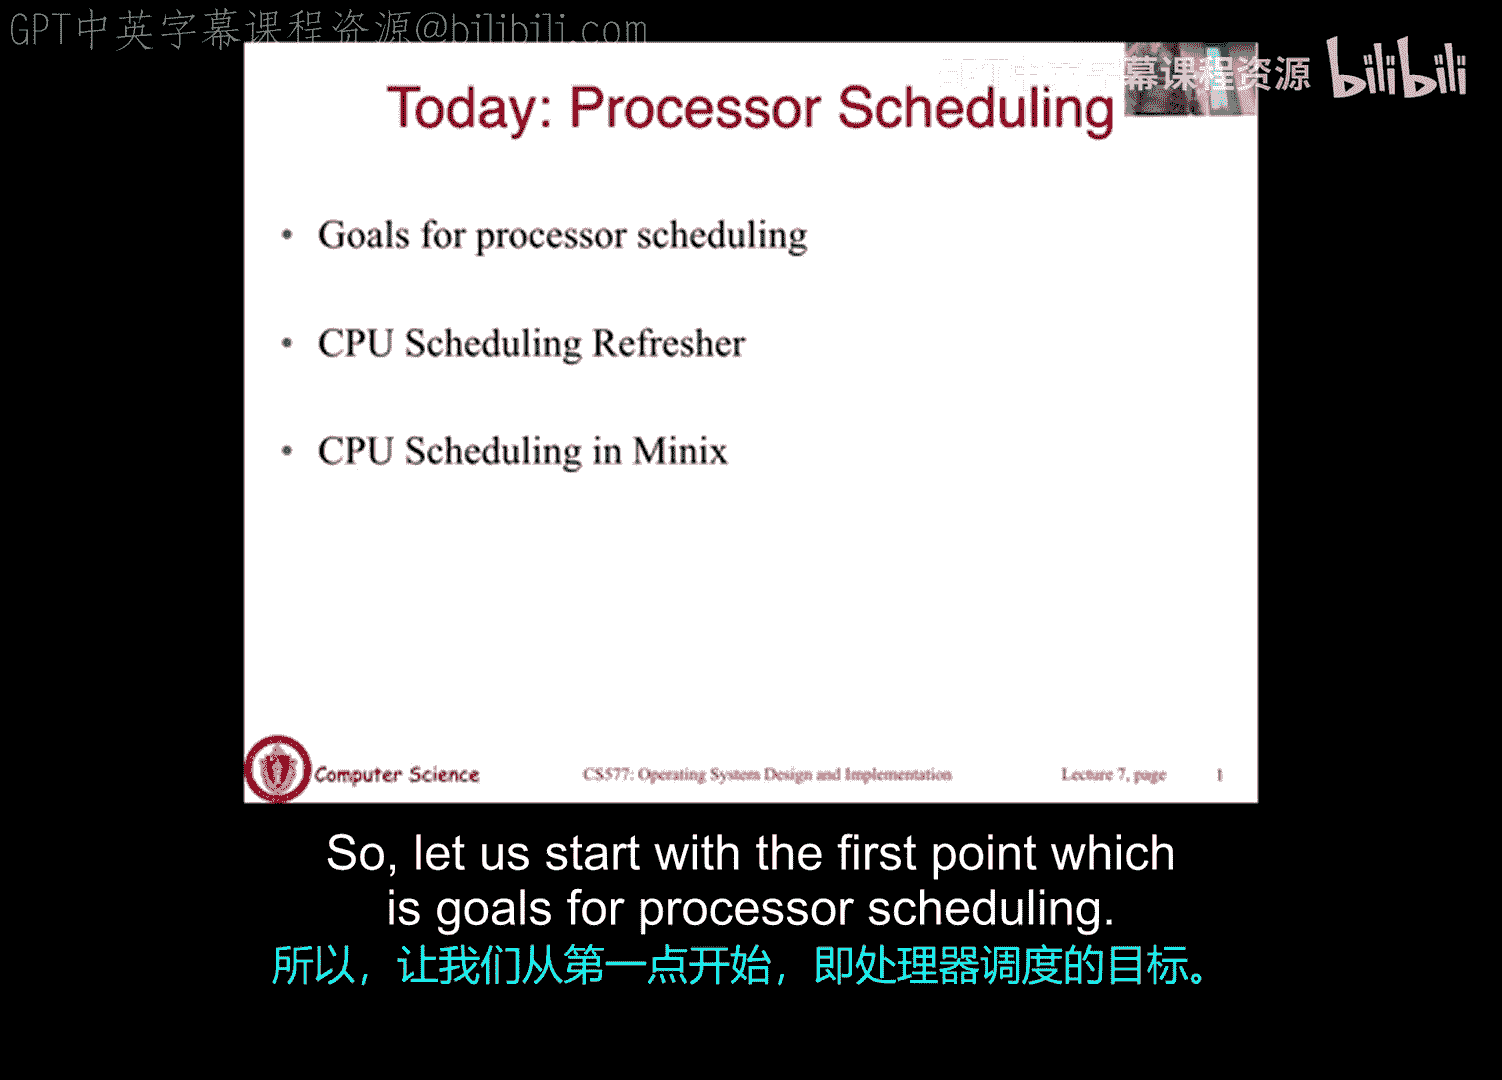 GPT中英字幕课程资源@bilibili.com
幕课程资源 bilibili
Today: Processor Scheduling
• Goals for processor scheduling
• CPU Scheduling Refresher
• CPU Scheduling in Minix
Computer Science
CS577: Operating System Design and Implementation
Lecture 7, page 1
So, let us start with the first point which
is goals for processor scheduling.
所以，让我们从第一点开始，即处理器调度的目标。